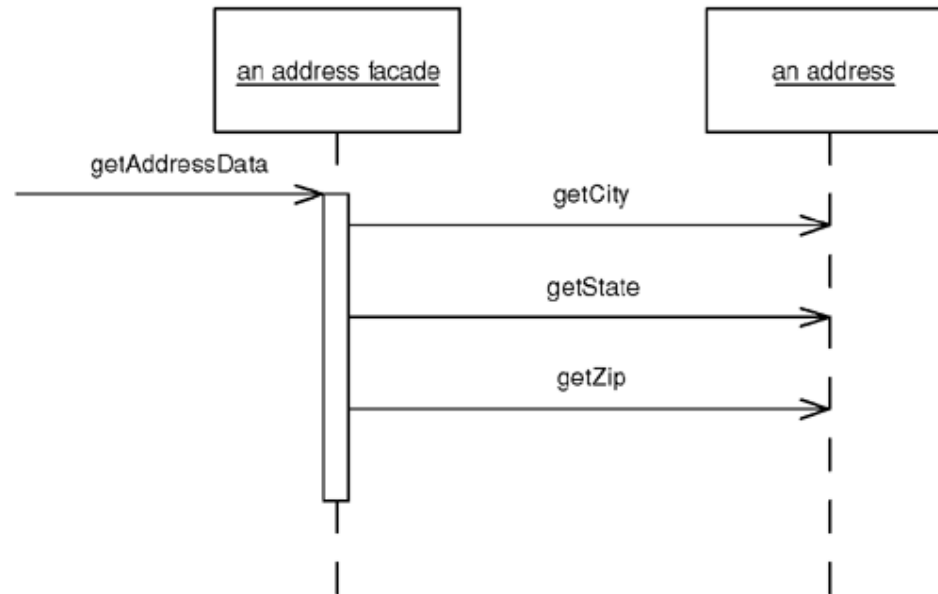 an address facade
an address
getAddressData
getCity
getState
getZip